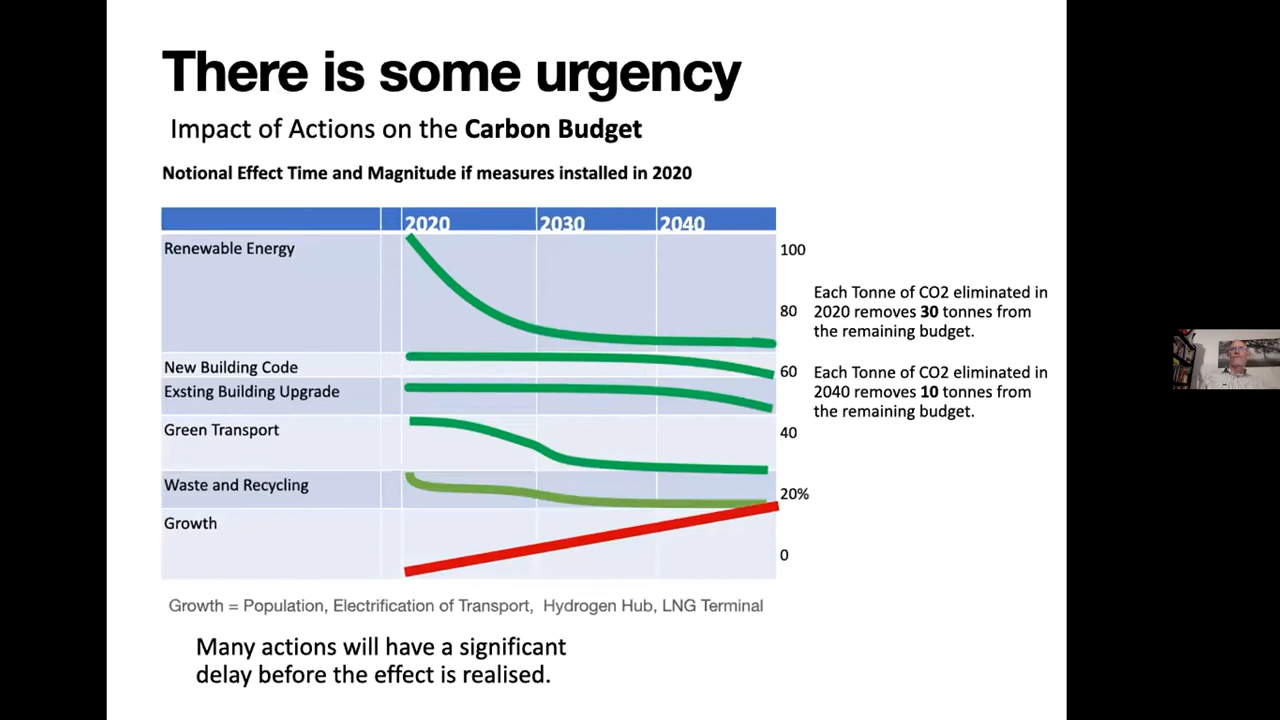 There is some urgency
Impact of Actions on the Carbon Budget
Notional Effect Time and Magnitude if measures installed in 2020
2020 2030 2040
Renewable Energy
New Building Code
Exsting Building Upgrade
Green Transport
Waste and Recycling
Growth
100
80
60
40
20%
0
Each Tonne of CO2 eliminated in
2020 removes 30 tonnes from
the remaining budget.
Each Tonne of CO2 eliminated in
2040 removes 10 tonnes from
the remaining budget.
Growth = Population, Electrification of Transport, Hydrogen Hub, LNG Terminal
Many actions will have a significant
delay before the effect is realised.